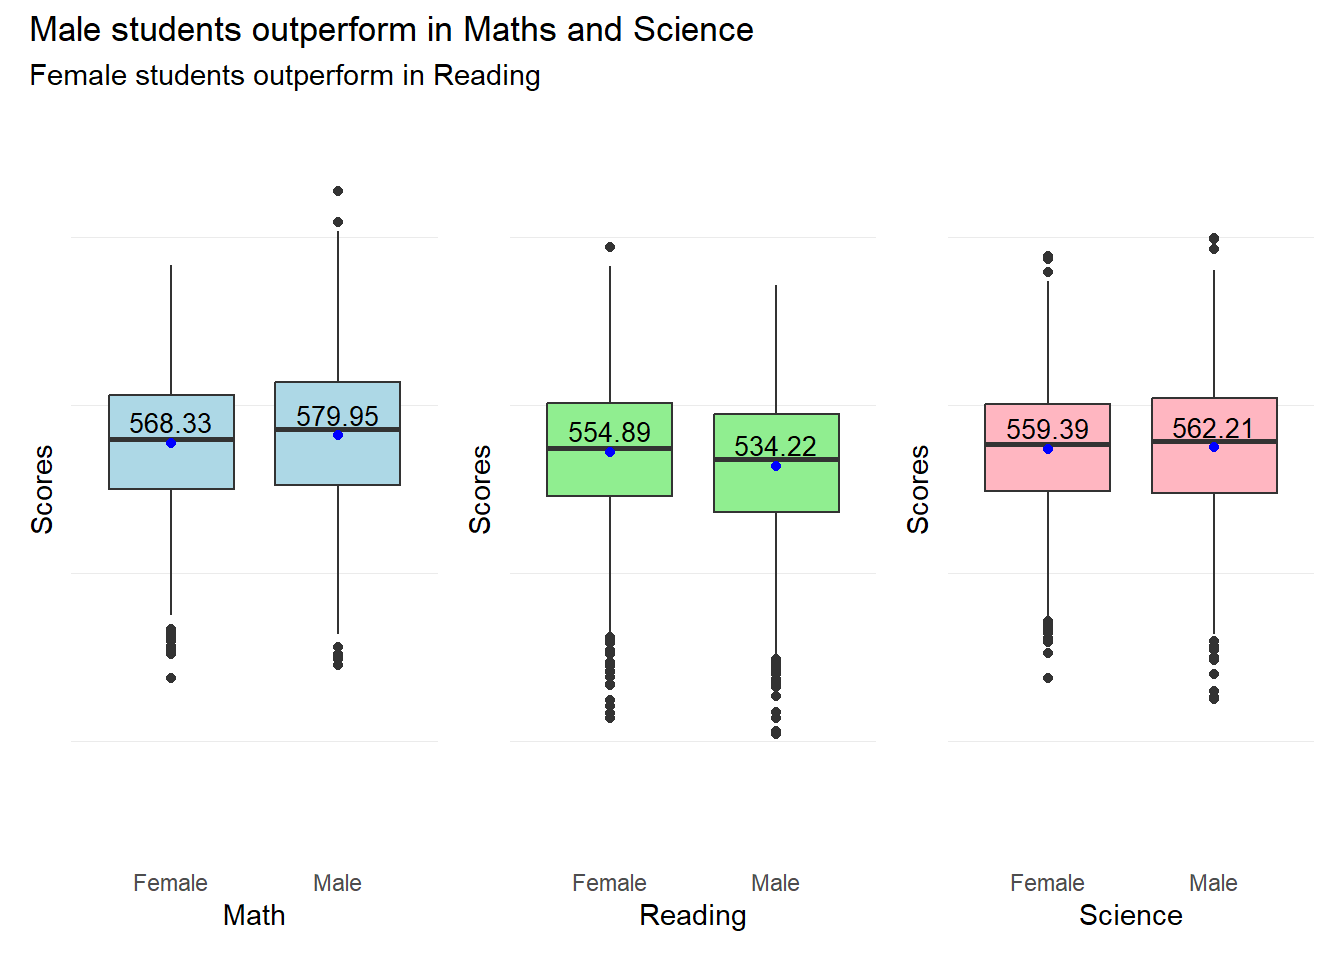 Male students outperform in Maths and Science
Female students outperform in Reading
Scores
568.33
579.95
Female
Male
Math
Scores
554.89
534.22
Female
Male
Reading
Scores
559.39
562.21
Female
Male
Science